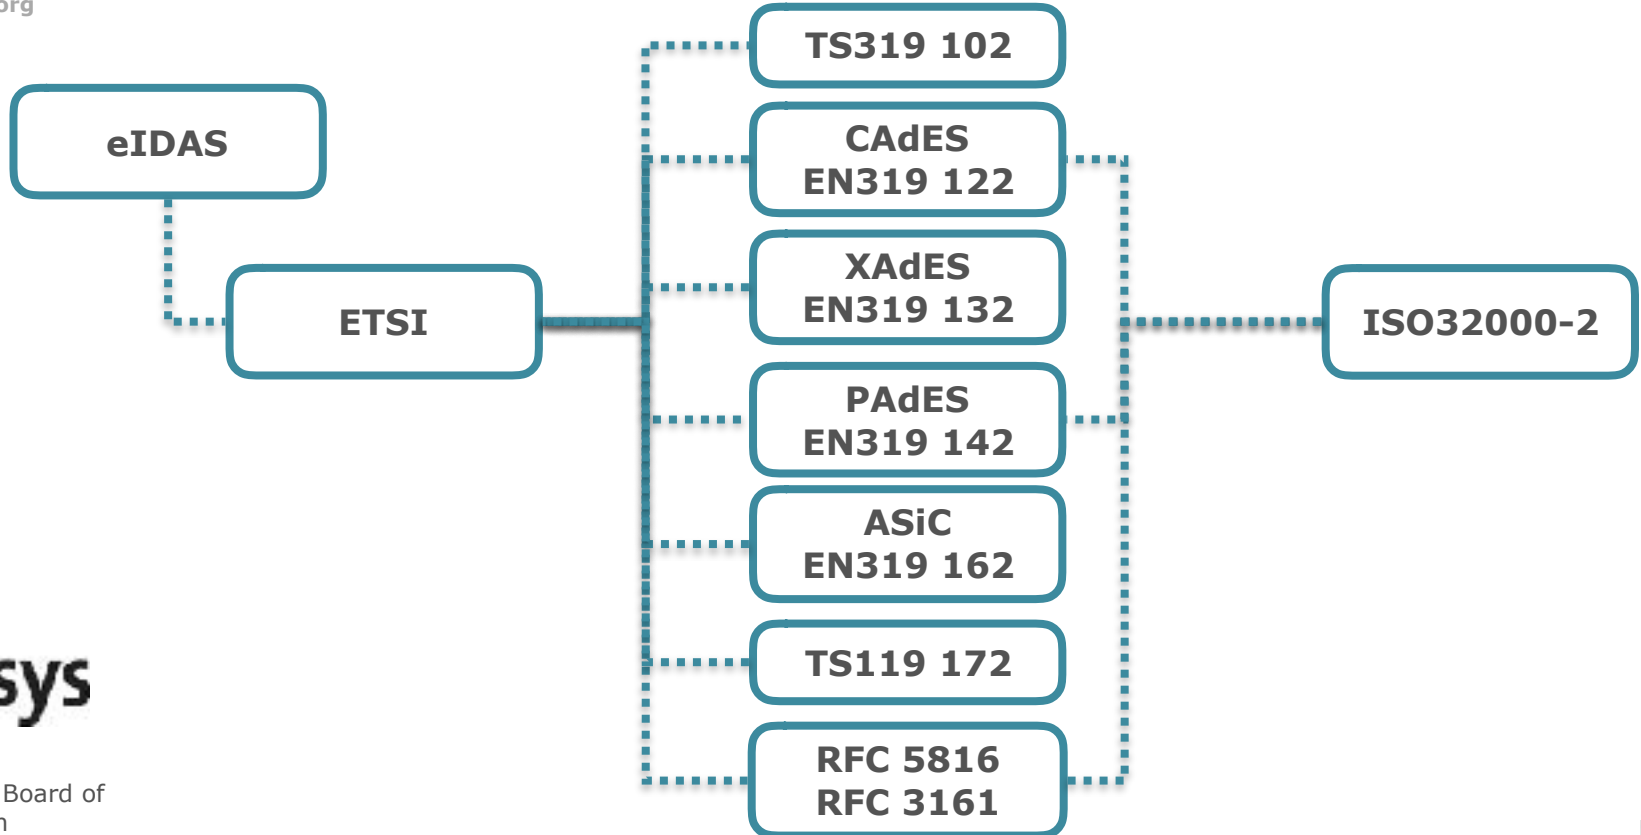 org
eIDAS
ETSI
TS319 102
CAdES
EN319 122
XAdES
EN319 132
PAdES
EN319 142
ASiC
EN319 162
TS119 172
RFC 5816
RFC 3161
ISO32000-2
sys
Board of
n